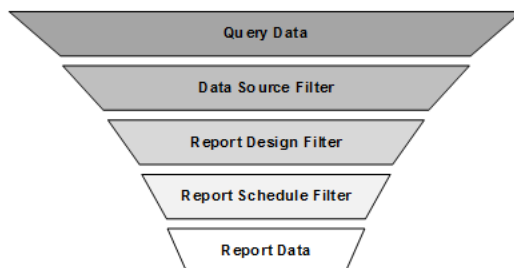 Query Data
Data Source Filter
Report Design Filter
Report Schedule Filter
Report Data